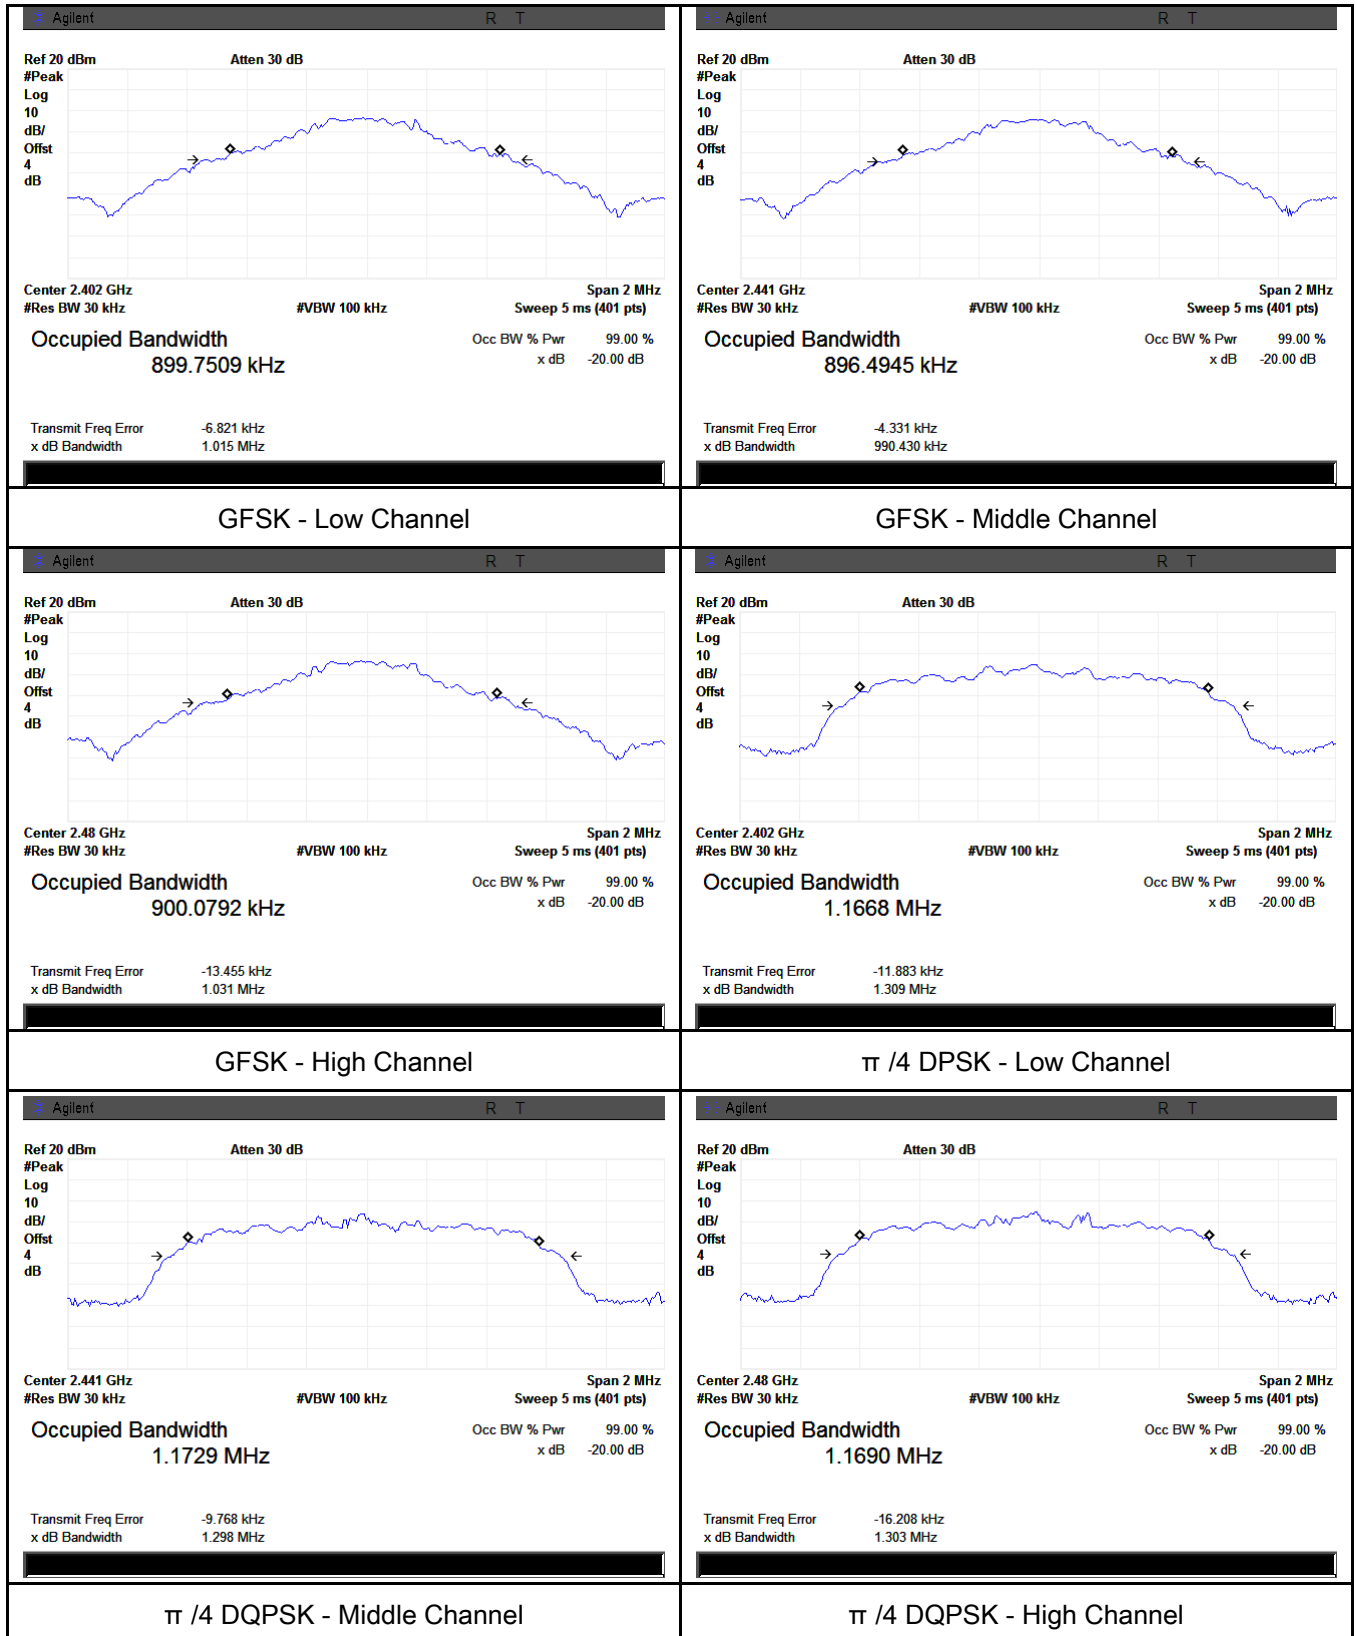 Agilent R T
Ref 20 dBm Atten 30 dB
#Peak
Log
10
dB/
Offst
4
dB
Center 2.402 GHz Span 2 MHz
#Res BW 30 kHz #VBW 100 kHz Sweep 5 ms (401 pts)
Occupied Bandwidth Occ BW % Pwr 99.00 %
899.7509 kHz x dB -20.00 dB
Transmit Freq Error -6.821 kHz
x dB Bandwidth 1.015 MHz
GFSK - Low Channel
Agilent R T
Ref 20 dBm Atten 30 dB
#Peak
Log
10
dB/
Offst
4
dB
Center 2.441 GHz Span 2 MHz
#Res BW 30 kHz #VBW 100 kHz Sweep 5 ms (401 pts)
Occupied Bandwidth Occ BW % Pwr 99.00 %
896.4945 kHz x dB -20.00 dB
Transmit Freq Error -4.331 kHz
x dB Bandwidth 990.430 kHz
GFSK - Middle Channel
Agilent R T
Ref 20 dBm Atten 30 dB
#Peak
Log
10
dB/
Offst
4
dB
Center 2.48 GHz Span 2 MHz
#Res BW 30 kHz #VBW 100 kHz Sweep 5 ms (401 pts)
Occupied Bandwidth Occ BW % Pwr 99.00 %
900.0792 kHz x dB -20.00 dB
Transmit Freq Error -13.455 kHz
x dB Bandwidth 1.031 MHz
GFSK - High Channel
Agilent R T
Ref 20 dBm Atten 30 dB
#Peak
Log
10
dB/
Offst
4
dB
Center 2.402 GHz Span 2 MHz
#Res BW 30 kHz #VBW 100 kHz Sweep 5 ms (401 pts)
Occupied Bandwidth Occ BW % Pwr 99.00 %
1.1668 MHz x dB -20.00 dB
Transmit Freq Error -11.883 kHz
x dB Bandwidth 1.309 MHz
π /4 DPSK - Low Channel
Agilent R T
Ref 20 dBm Atten 30 dB
#Peak
Log
10
dB/
Offst
4
dB
Center 2.441 GHz Span 2 MHz
#Res BW 30 kHz #VBW 100 kHz Sweep 5 ms (401 pts)
Occupied Bandwidth Occ BW % Pwr 99.00 %
1.1729 MHz x dB -20.00 dB
Transmit Freq Error -9.768 kHz
x dB Bandwidth 1.298 MHz
π /4 DQPSK - Middle Channel
Agilent R T
Ref 20 dBm Atten 30 dB
#Peak
Log
10
dB/
Offst
4
dB
Center 2.48 GHz Span 2 MHz
#Res BW 30 kHz #VBW 100 kHz Sweep 5 ms (401 pts)
Occupied Bandwidth Occ BW % Pwr 99.00 %
1.1690 MHz x dB -20.00 dB
Transmit Freq Error -16.208 kHz
x dB Bandwidth 1.303 MHz
π /4 DQPSK - High Channel